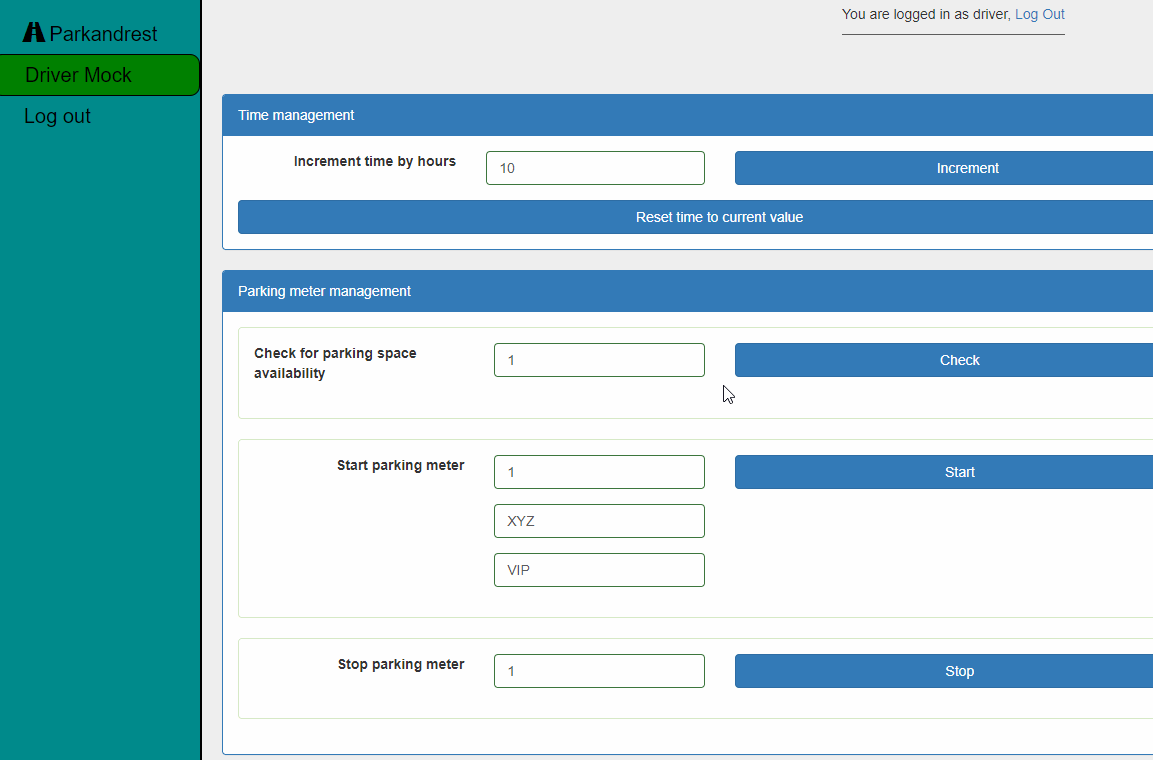 You are logged in as driver, Log Out
Parkandrest
Driver Mock
Log out
Time management
Increment time by hours
10
Increment
Reset time to current value
Parking meter management
Check for parking space
availability
1
Check
Start parking meter
1
Start
XYZ
VIP
Stop parking meter
1
Stop